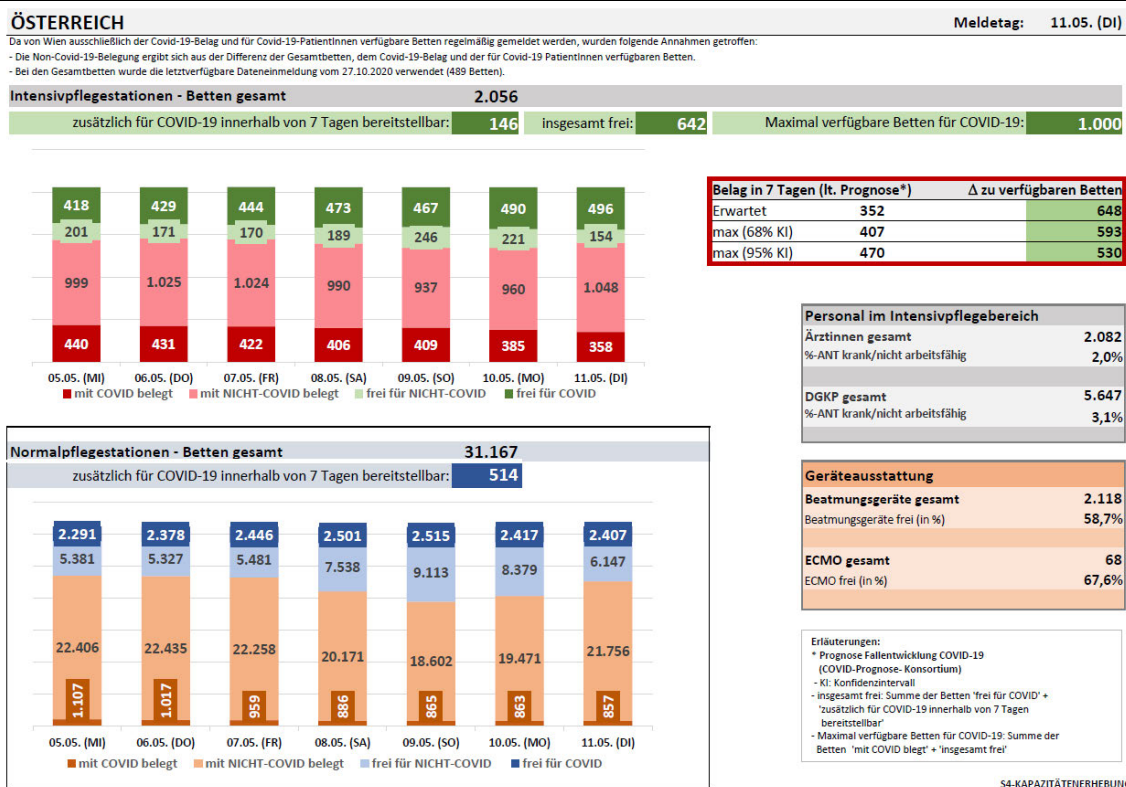 ÖSTERREICH Meldetag: 11.05. (DI)
Da von Wien ausschließlich der Covid-19-Belag und für Covid-19-PatientInnen verfügbare Betten regelmäßig gemeldet werden, wurden folgende Annahmen getroffen:
- Die Non-Covid-19-Belegung ergibt sich aus der Differenz der Gesamtbetten, dem Covid-19-Belag und der für Covid-19 PatientInnen verfügbaren Betten.
- Bei den Gesamtbetten wurde die letztverfügbare Dateneinmeldung vom 27.10.2020 verwendet (489 Betten).
Intensivpflegestationen - Betten gesamt 2.056
zusätzlich für COVID-19 innerhalb von 7 Tagen bereitstellbar: 146 insgesamt frei: 642 Maximal verfügbare Betten für COVID-19: 1.000
418 429 444 473 467 490 496
201 171 170 189 246 221 154
999 1.025 1.024 990 937 960 1.048
440 431 422 406 409 385 358
05.05. (MI) 06.05. (DO) 07.05. (FR) 08.05. (SA) 09.05. (SO) 10.05. (MO) 11.05. (DI)
mit COVID belegt mit NICHT-COVID belegt frei für NICHT-COVID frei für COVID
Belag in 7 Tagen (lt. Prognose*) Δ zu verfügbaren Betten
Erwartet 352 648
max (68% KI) 407 593
max (95% KI) 470 530
Personal im Intensivpflegebereich
Ärztinnen gesamt 2.082
%-ANT krank/nicht arbeitsfähig 2,0%
DGKP gesamt 5.647
%-ANT krank/nicht arbeitsfähig 3,1%
Normalpflegestationen - Betten gesamt 31.167
zusätzlich für COVID-19 innerhalb von 7 Tagen bereitstellbar: 514
2.291 2.378 2.446 2.501 2.515 2.417 2.407
5.381 5.327 5.481 7.538 9.113 8.379 6.147
22.406 22.435 22.258 20.171 18.602 19.471 21.756
1.107 1.017 959 886 865 863 857
05.05. (MI) 06.05. (DO) 07.05. (FR) 08.05. (SA) 09.05. (SO) 10.05. (MO) 11.05. (DI)
mit COVID belegt mit NICHT-COVID belegt frei für NICHT-COVID frei für COVID
Geräteausstattung
Beatmungsgeräte gesamt 2.118
Beatmungsgeräte frei (in %) 58,7%
ECMO gesamt 68
ECMO frei (in %) 67,6%
Erläuterungen:
* Prognose Fallentwicklung COVID-19
(COVID-Prognose- Konsortium)
- KI: Konfidenzintervall
- insgesamt frei: Summe der Betten 'frei für COVID' +
'zusätzlich für COVID-19 innerhalb von 7 Tagen
bereitstellbar'
- Maximal verfügbare Betten für COVID-19: Summe der
Betten 'mit COVID blegt' + 'insgesamt frei'
S4-KAPAZITÄTENERHEBUNG